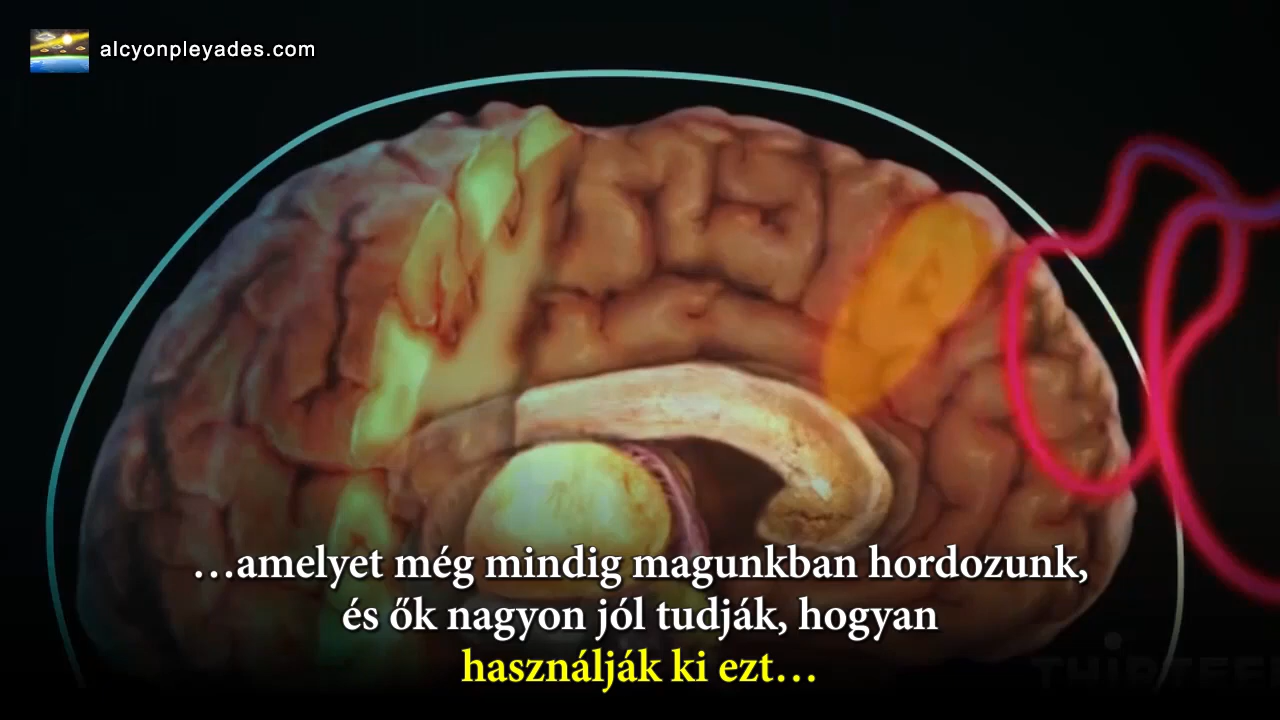 alcyonpleyades.com
…amelyet még mindig magunkban hordozunk,
és ők nagyon jól tudják, hogyan
használják ki ezt…